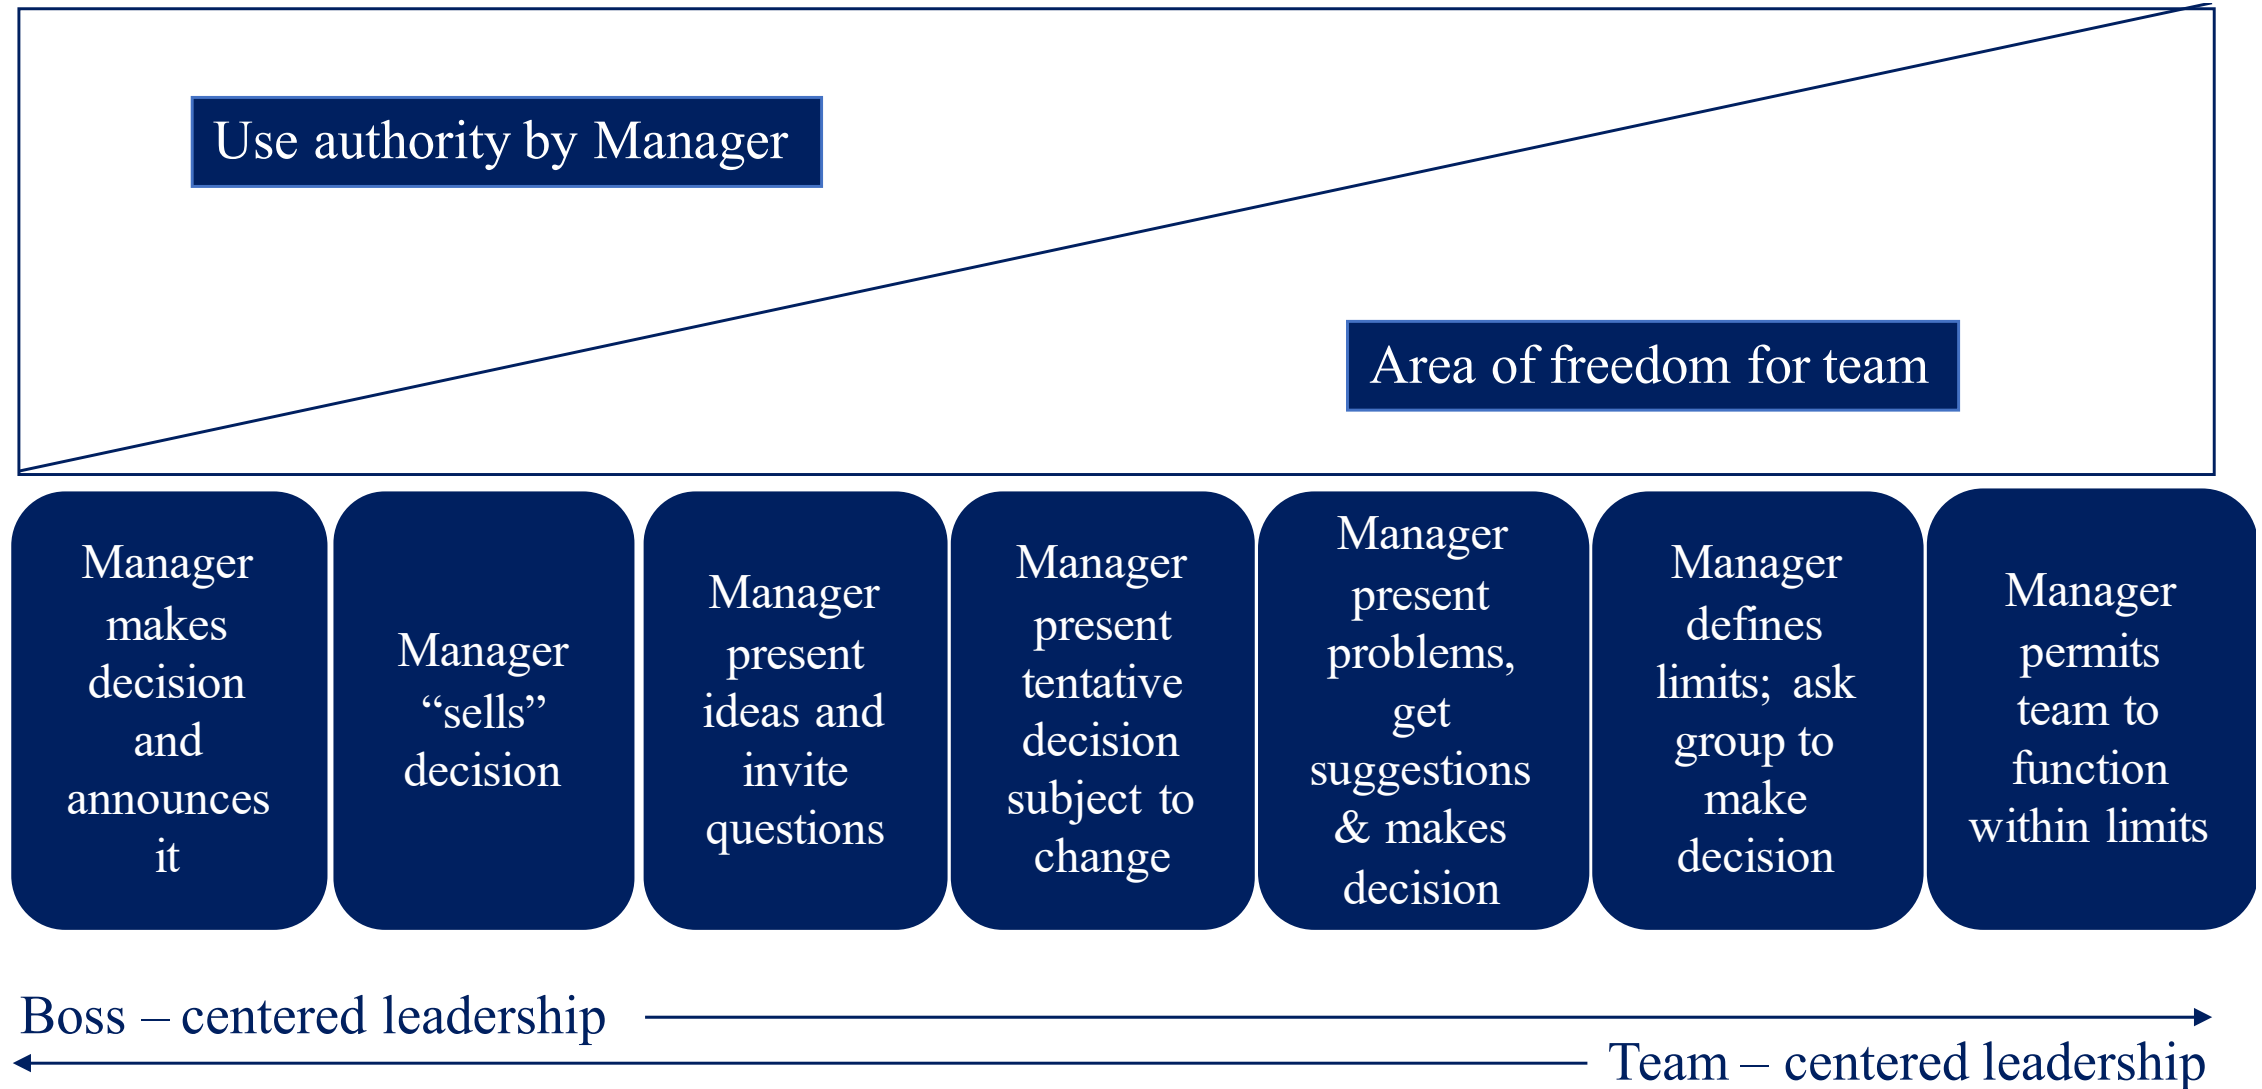 Use authority by Manager
Area of freedom for team
Manager
makes
decision
and
announces
it
Manager
“sells”
decision
Manager
present
ideas and
invite
questions
Manager
present
tentative
decision
subject to
change
Manager
present
problems,
get
suggestions
& makes
decision
Manager
defines
limits; ask
group to
make
decision
Manager
permits
team to
function
within limits
Boss – centered leadership
Team – centered leadership